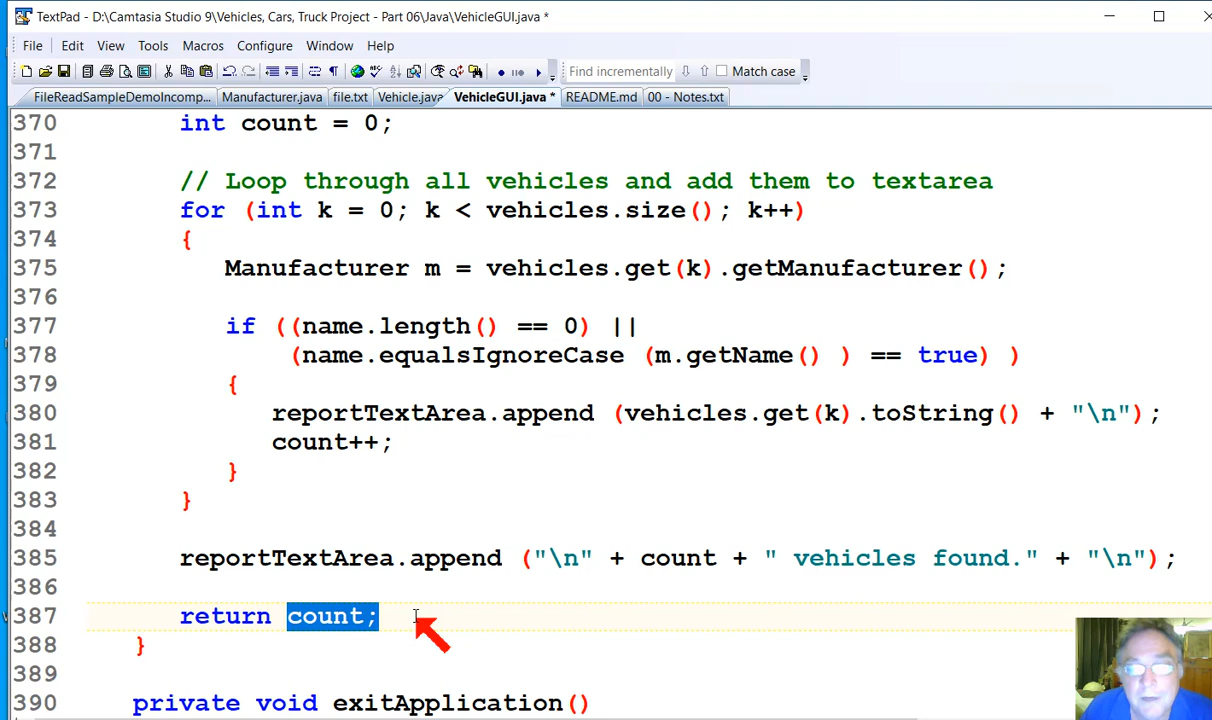 TextPad - D:\Camtasia Studio 9\Vehicles, Cars, Truck Project - Part 06\Java\VehicleGUI.java *
File Edit View Tools Macros Configure Window Help
Find incrementally Match case
FileReadSampleDemoIncomp... Manufacturer.java file.txt Vehicle.java VehicleGUI.java * README.md 00 - Notes.txt
370 int count = 0;
371
372 // Loop through all vehicles and add them to textarea
373 for (int k = 0; k < vehicles.size(); k++)
374 {
375 Manufacturer m = vehicles.get(k).getManufacturer();
376
377 if ((name.length() == 0) ||
378 (name.equalsIgnoreCase (m.getName() ) == true) )
379 {
380 reportTextArea.append (vehicles.get(k).toString() + "\n");
381 count++;
382 }
383 }
384
385 reportTextArea.append ("\n" + count + " vehicles found." + "\n");
386
387 return count;
388 }
389
390 private void exitApplication()